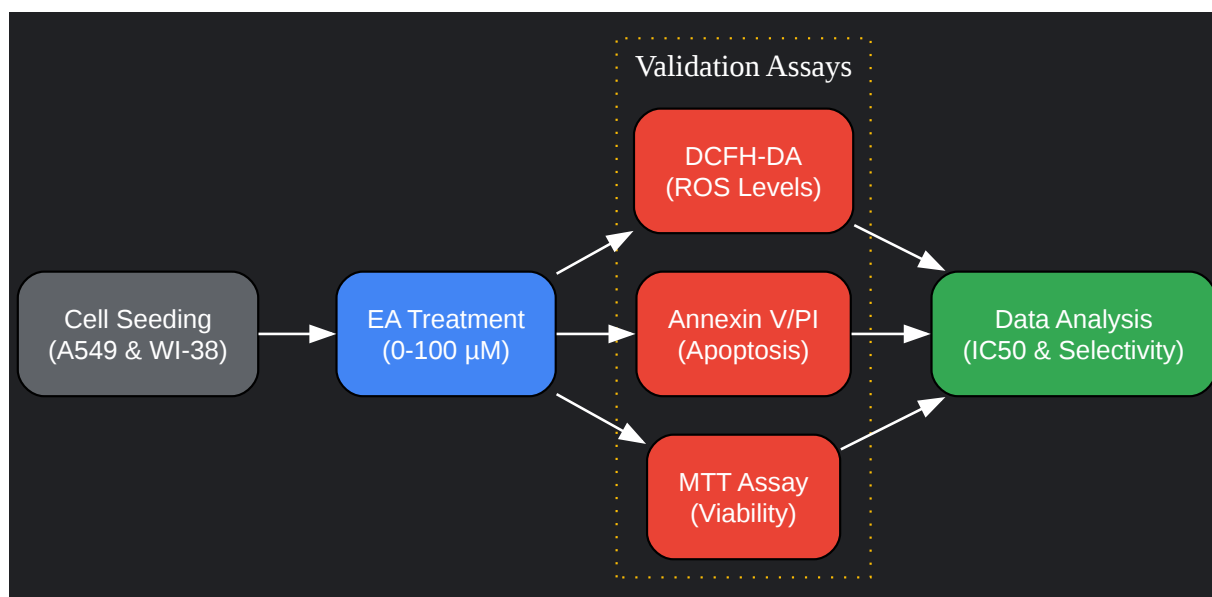 Validation Assays
DCFH-DA
(ROS Levels)
Cell Seeding
(A549 & WI-38)
EA Treatment
(0-100 µM)
Annexin V/PI
(Apoptosis)
Data Analysis
(IC50 & Selectivity)
MTT Assay
(Viability)